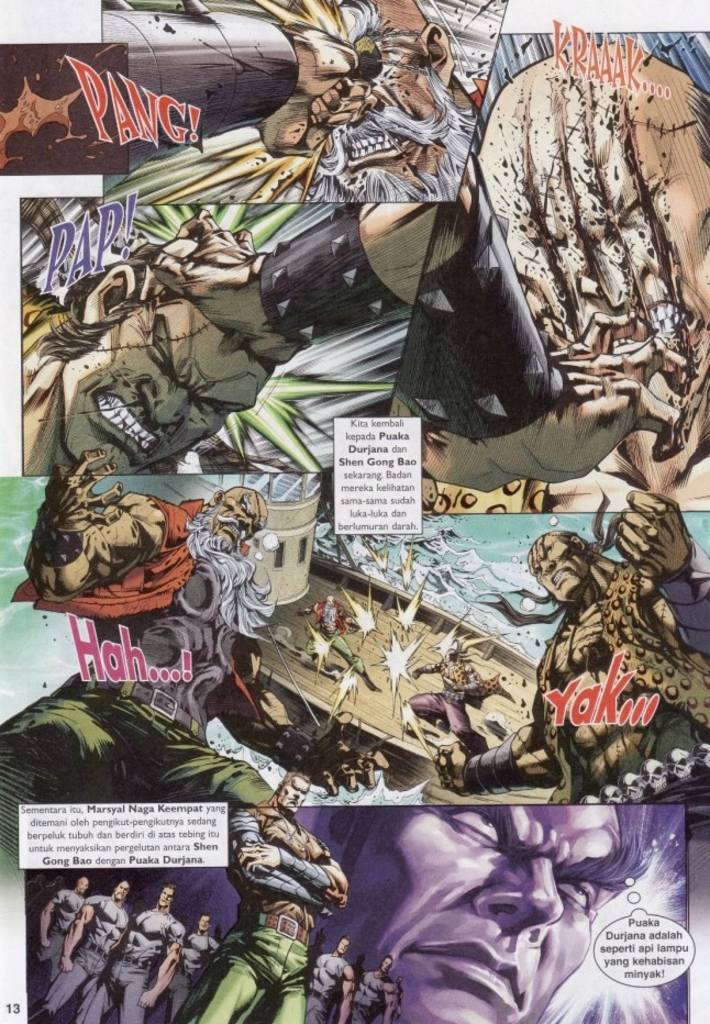 PANG!
KRAAAK....
PAP!
Kita kembali
kepada Puaka
Durjana dan
Shen Gong Bao
sekarang. Badan
mereka kelihatan
sama-sama sudah
luka-luka dan
berlumuran darah.
Hah....!
Yak...
Sementara itu, Marsyal Naga Keempat yang
ditemani oleh pengikut-pengikutnya sedang
berpeluk tubuh dan berdiri di atas tebing itu
untuk menyaksikan pergelutan antara Shen
Gong Bao dengan Puaka Durjana.
Puaka
Durjana adalah
seperti api lampu
yang kehabisan
minyak!
13